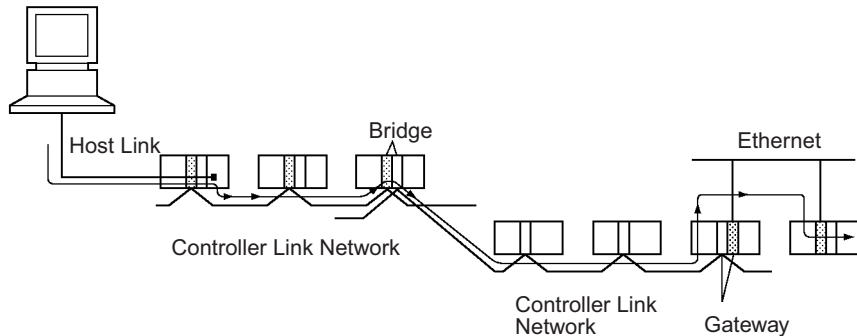 Host Link
Bridge
Ethernet
Controller Link Network
Controller Link
Network
Gateway